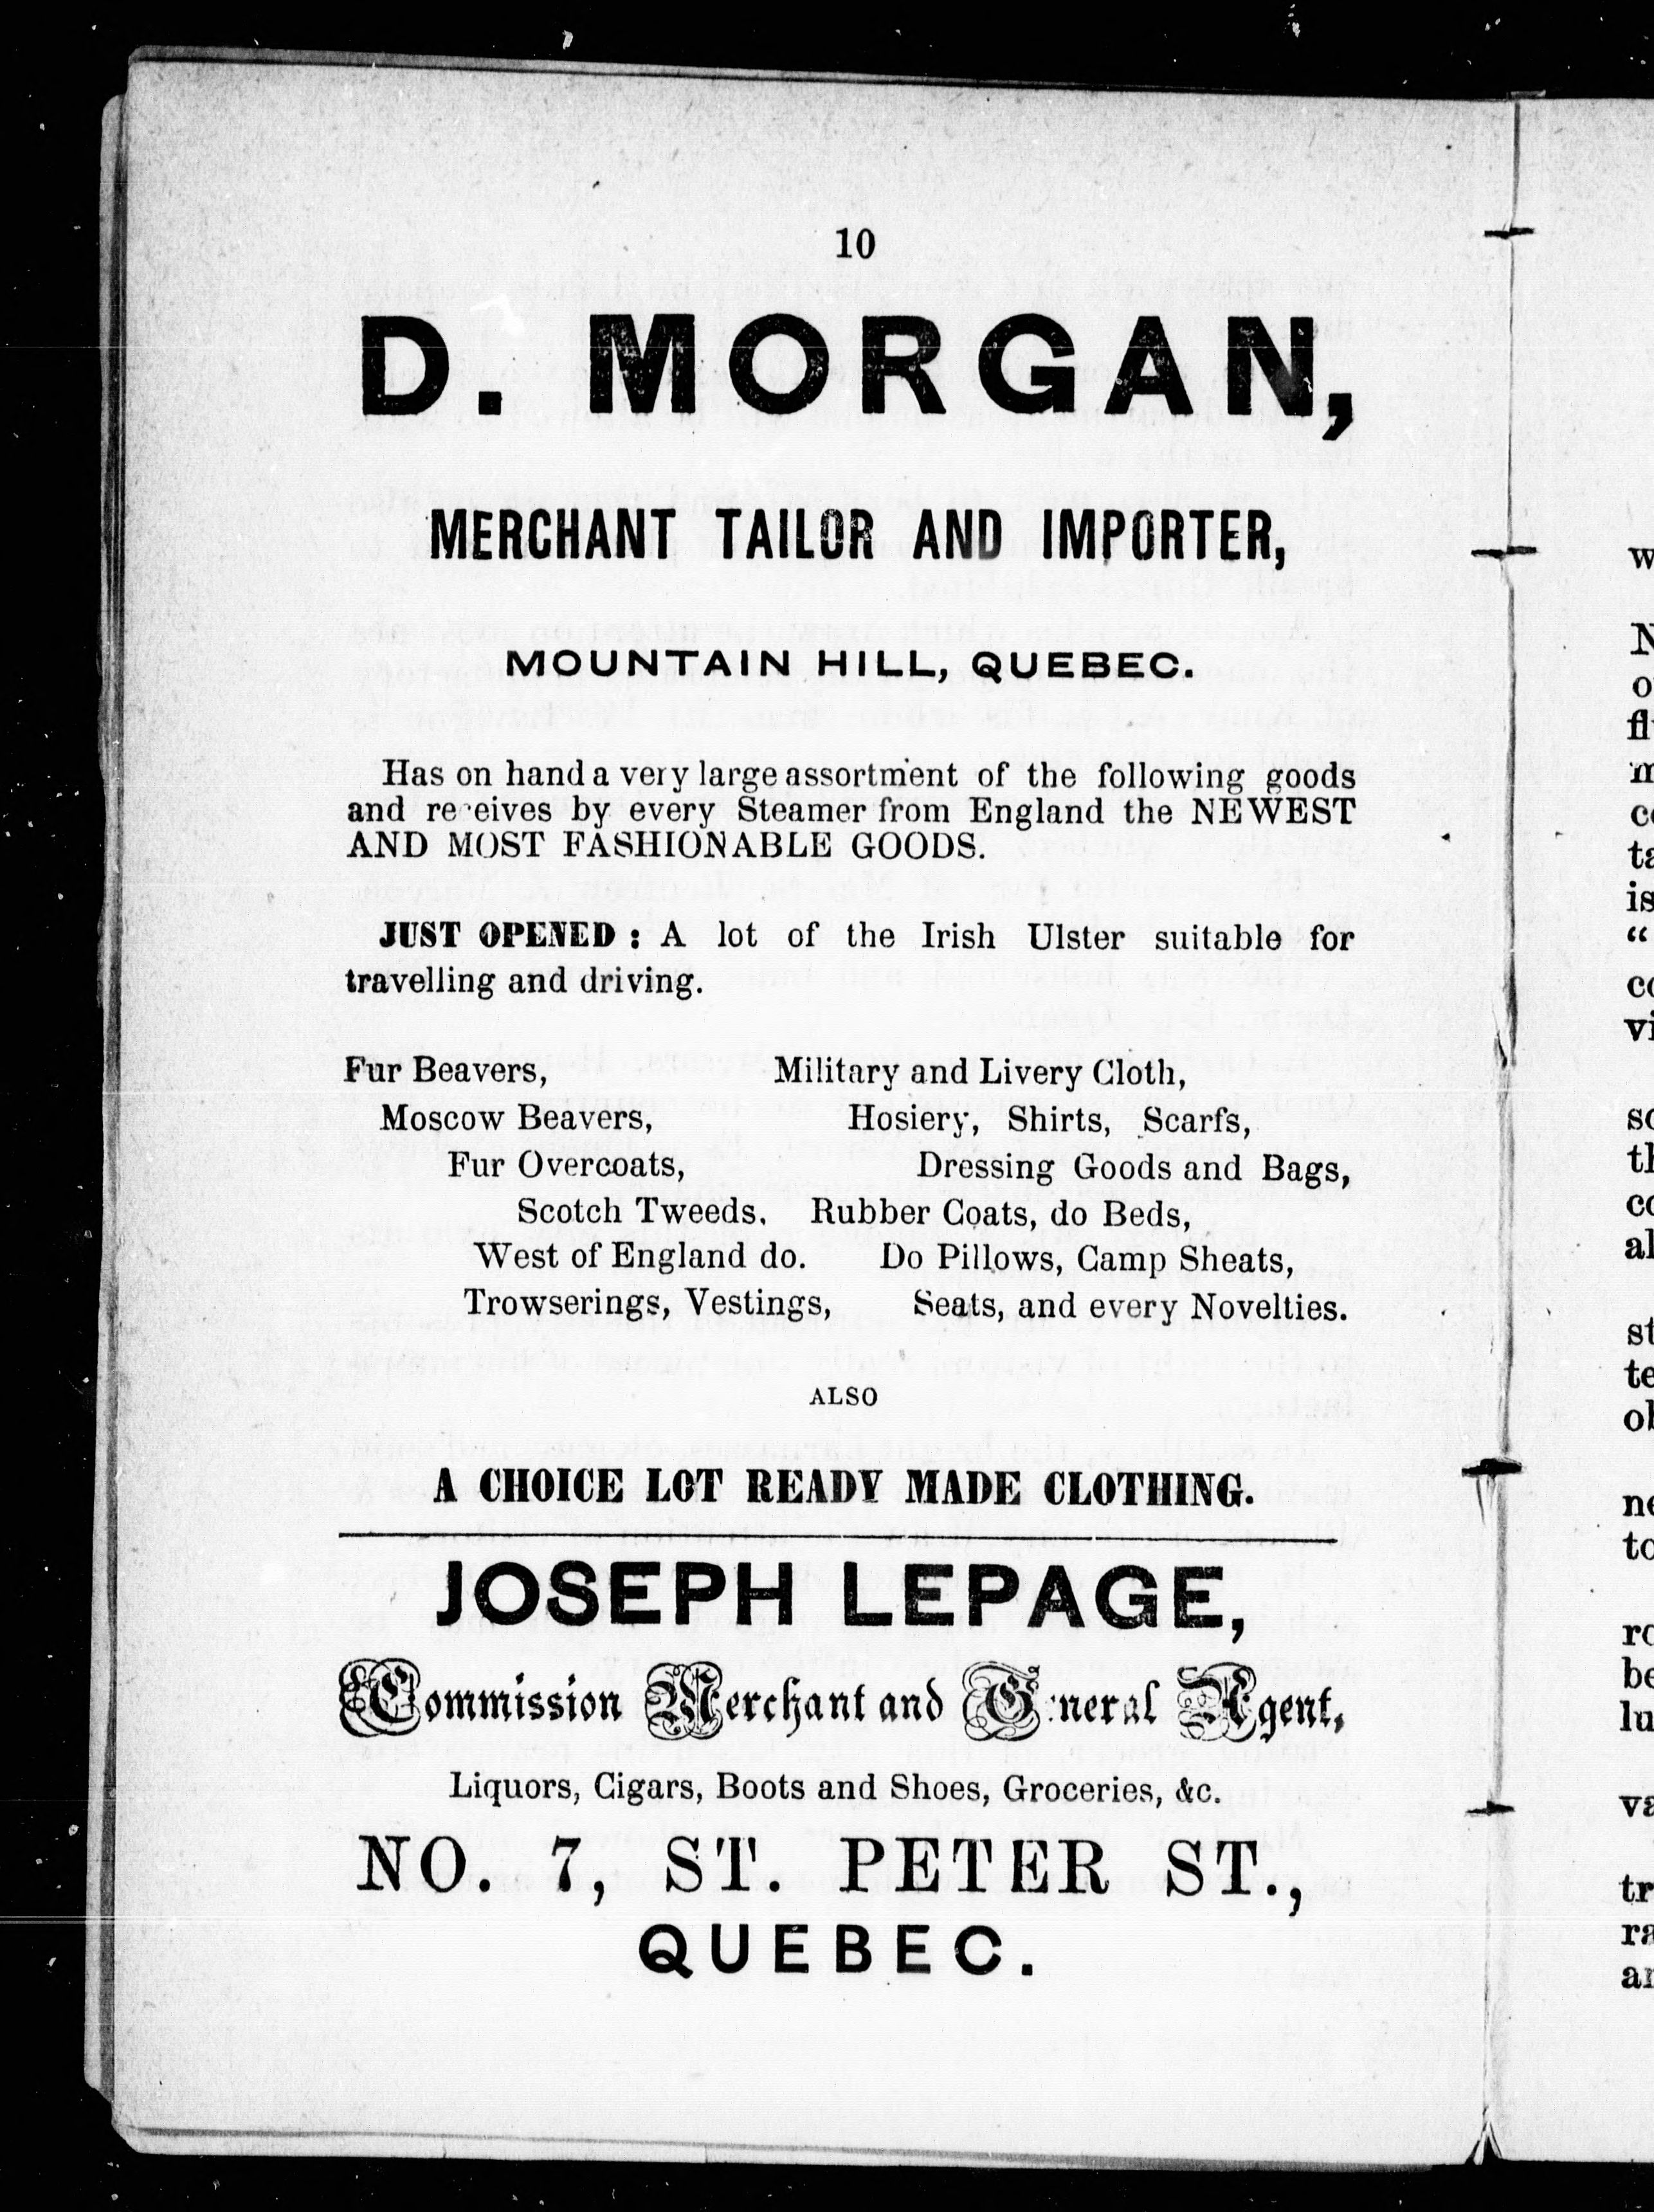 10
D. MORGAN,
MERCHANT TAILOR AND IMPORTER,
MOUNTAIN HILL, QUEBEC.
Has on hand a very large assortment of the following goods
and receives by every Steamer from England the NEWEST
AND MOST FASHIONABLE GOODS.
JUST OPENED : A lot of the Irish Ulster suitable for
travelling and driving.
Fur Beavers, Military and Livery Cloth,
Moscow Beavers, Hosiery, Shirts, Scarfs,
Fur Overcoats, Dressing Goods and Bags,
Scotch Tweeds. Rubber Coats, do Beds,
West of England do. Do Pillows, Camp Sheats,
Trowserings, Vestings, Seats, and every Novelties.
ALSO
A CHOICE LOT READY MADE CLOTHING.
JOSEPH LEPAGE,
Commission Merchant and General Agent,
Liquors, Cigars, Boots and Shoes, Groceries, &c.
NO. 7, ST. PETER ST.,
QUEBEC.